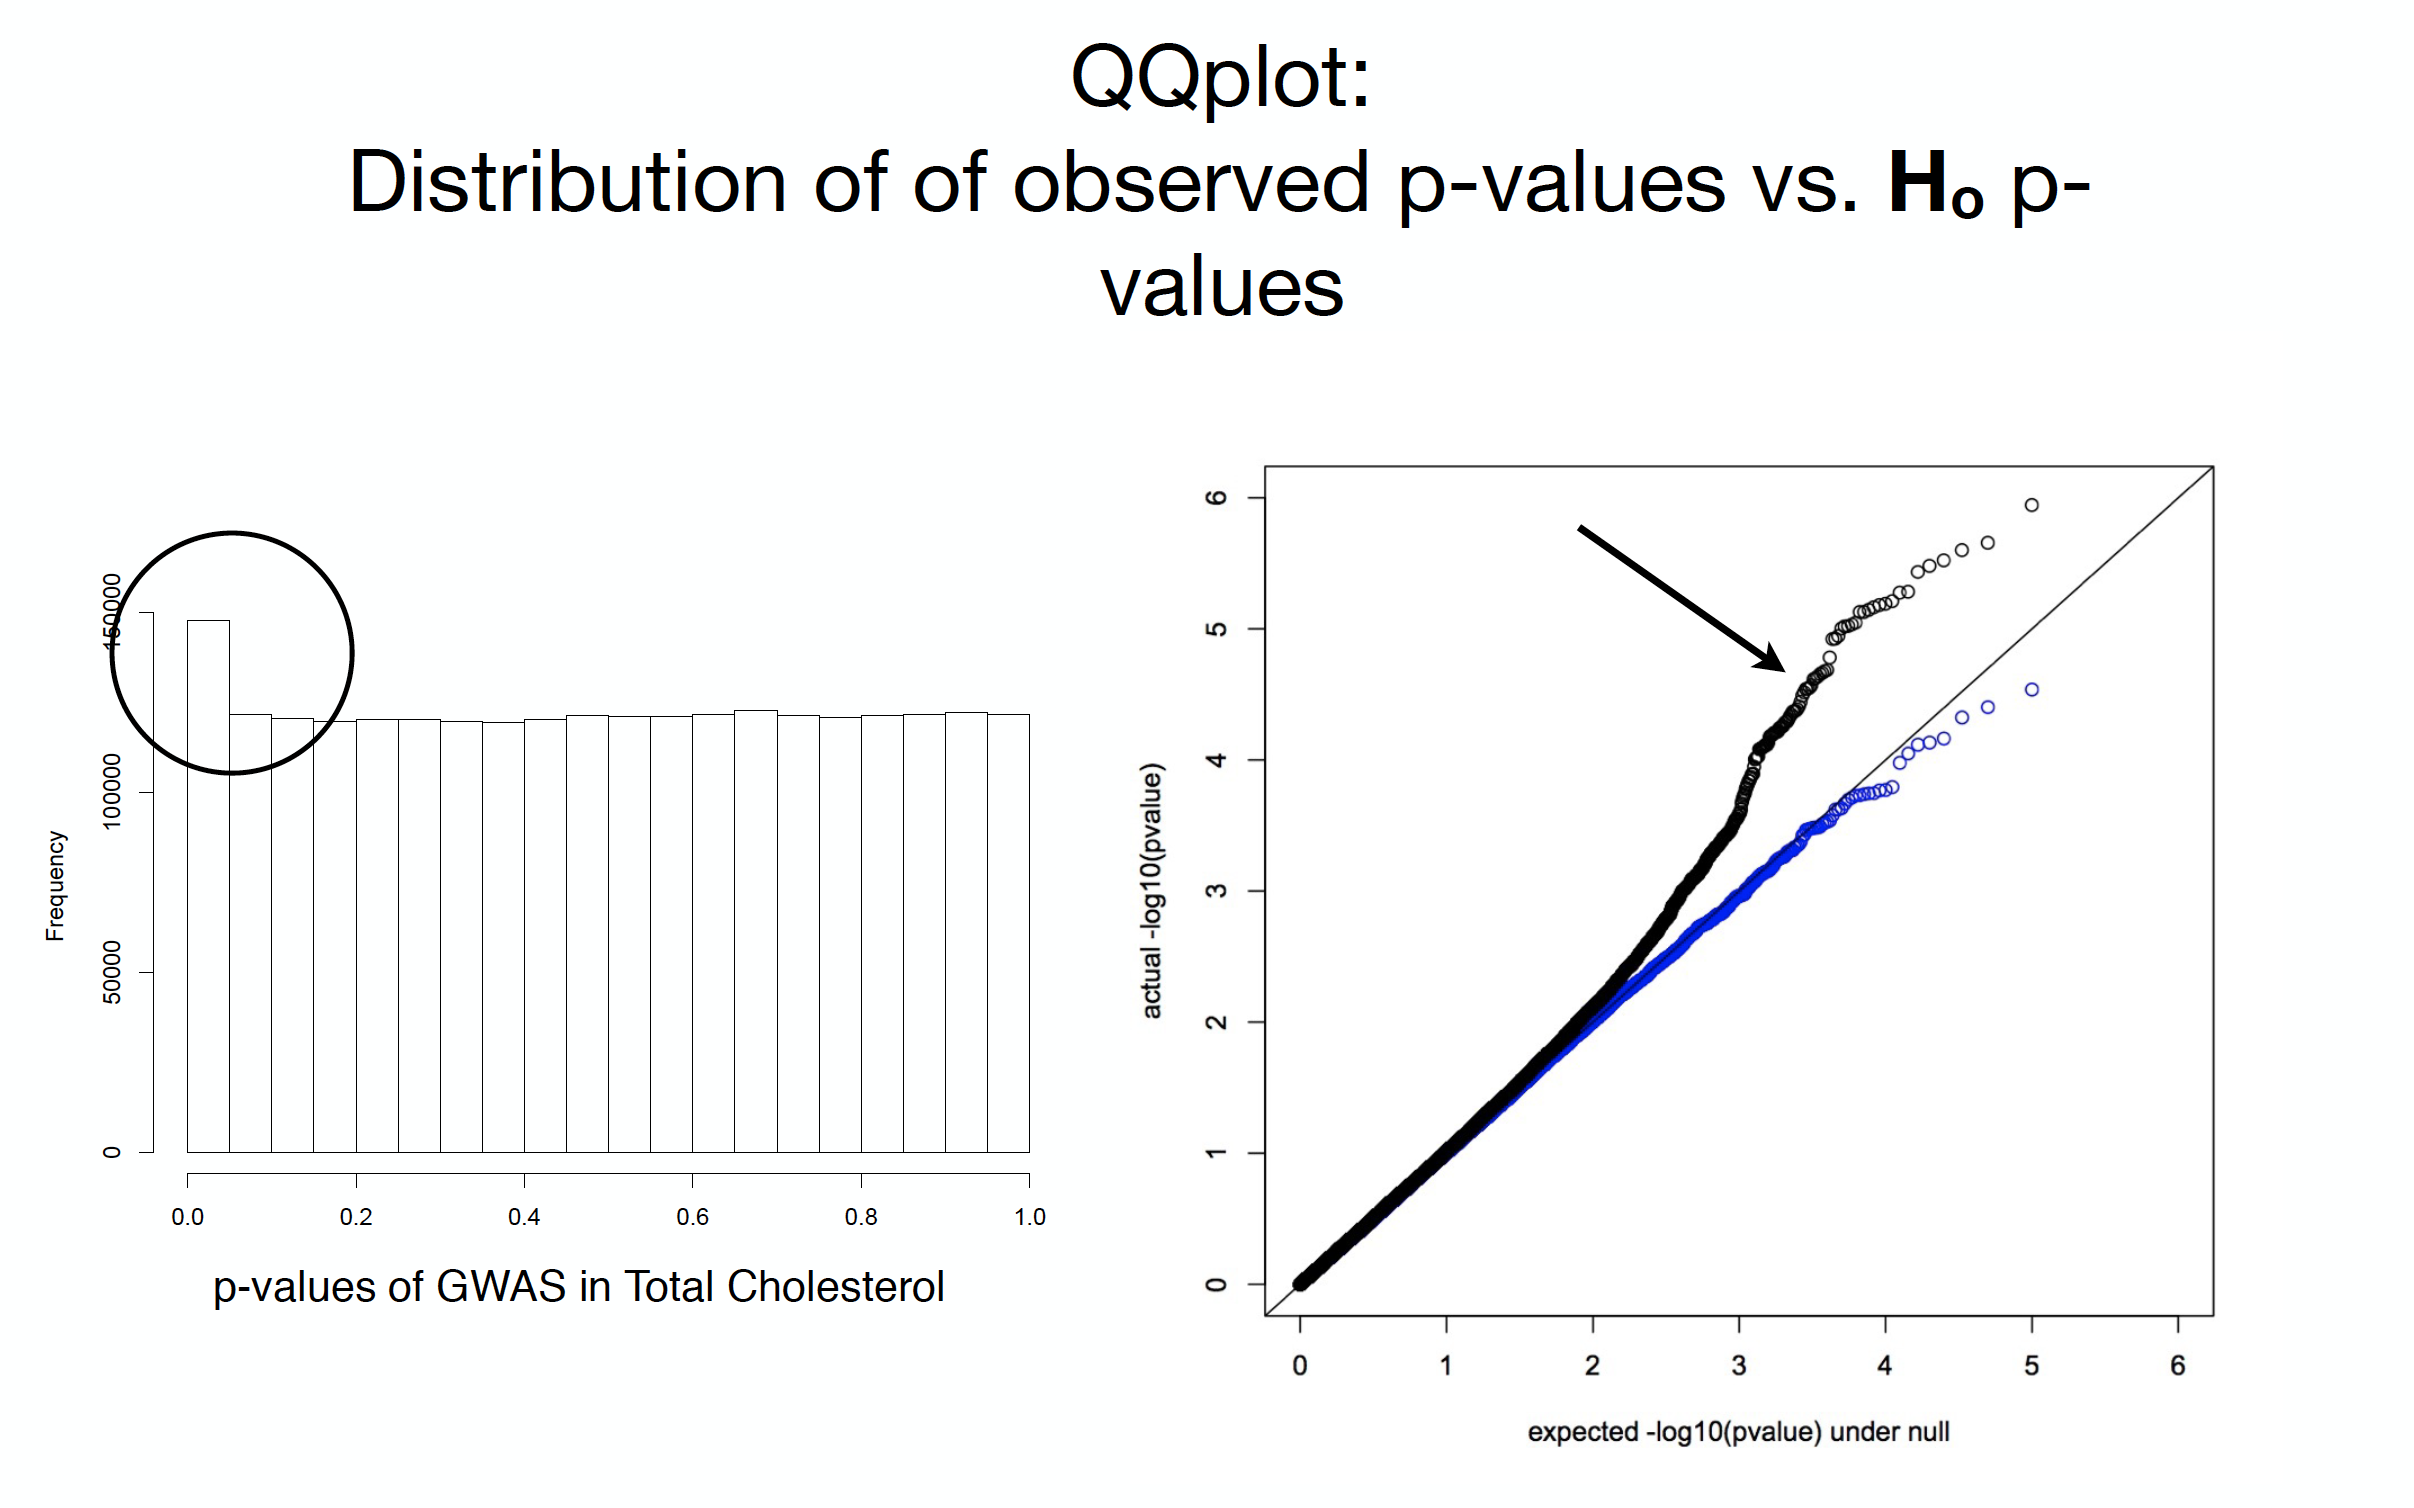 QQplot:
Distribution of of observed p-values vs. Ho p-
values
150000
100000
50000
0
Frequency
0.0 0.2 0.4 0.6 0.8 1.0
p-values of GWAS in Total Cholesterol
6
5
4
3
2
1
0
actual -log10(pvalue)
0 1 2 3 4 5 6
expected -log10(pvalue) under null